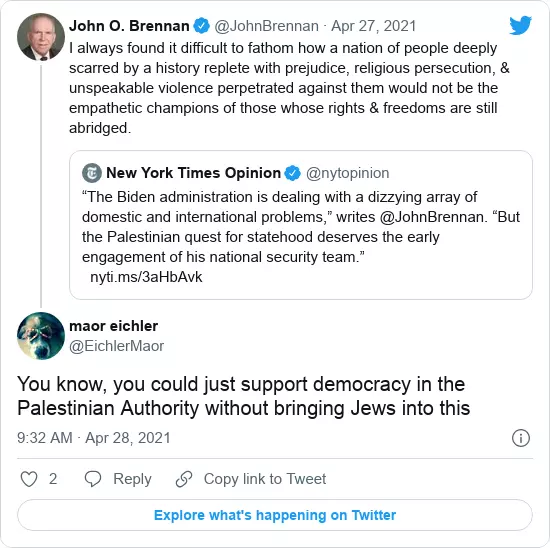 John O. Brennan @JohnBrennan · Apr 27, 2021
I always found it difficult to fathom how a nation of people deeply
scarred by a history replete with prejudice, religious persecution, &
unspeakable violence perpetrated against them would not be the
empathetic champions of those whose rights & freedoms are still
abridged.
New York Times Opinion @nytopinion
“The Biden administration is dealing with a dizzying array of
domestic and international problems,” writes @JohnBrennan. “But
the Palestinian quest for statehood deserves the early
engagement of his national security team.”
nyti.ms/3aHbAvk
maor eichler
@EichlerMaor
You know, you could just support democracy in the
Palestinian Authority without bringing Jews into this
9:32 AM · Apr 28, 2021
2 Reply Copy link to Tweet
Explore what's happening on Twitter